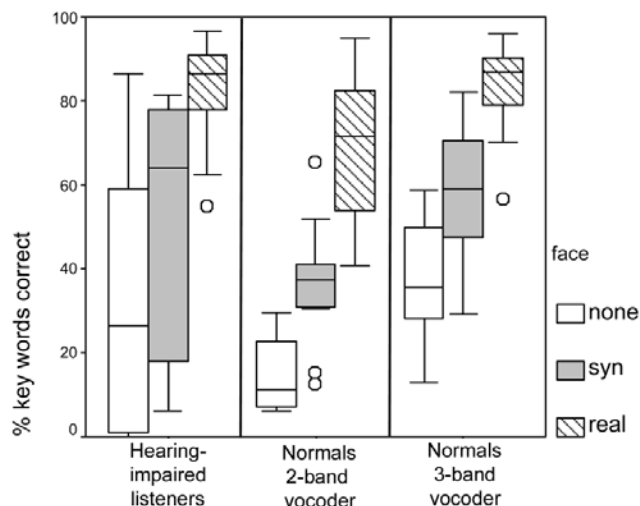 % key words correct
100
80
60
40
20
0
Hearing-
impaired
listeners
Normals
2-band
vocoder
Normals
3-band
vocoder
face
none
syn
real